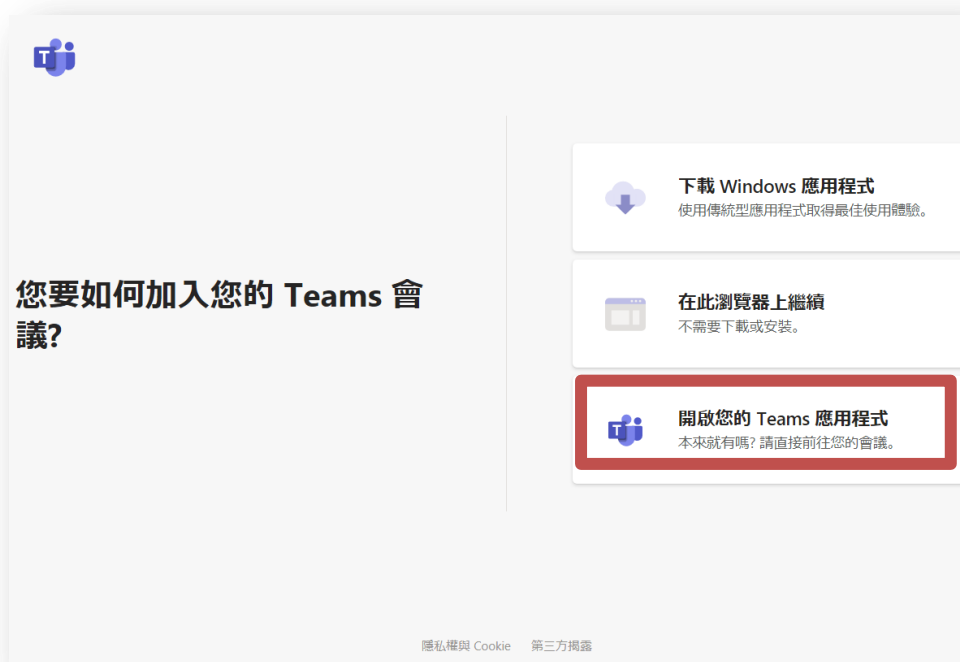 您要如何加入您的 Teams 會
議?
下載 Windows 應用程式
使用傳統型應用程式取得最佳使用體驗。
在此瀏覽器上繼續
不需要下載或安裝。
開啟您的 Teams 應用程式
本來就有嗎? 請直接前往您的會議。
隱私權與 Cookie 第三方揭露